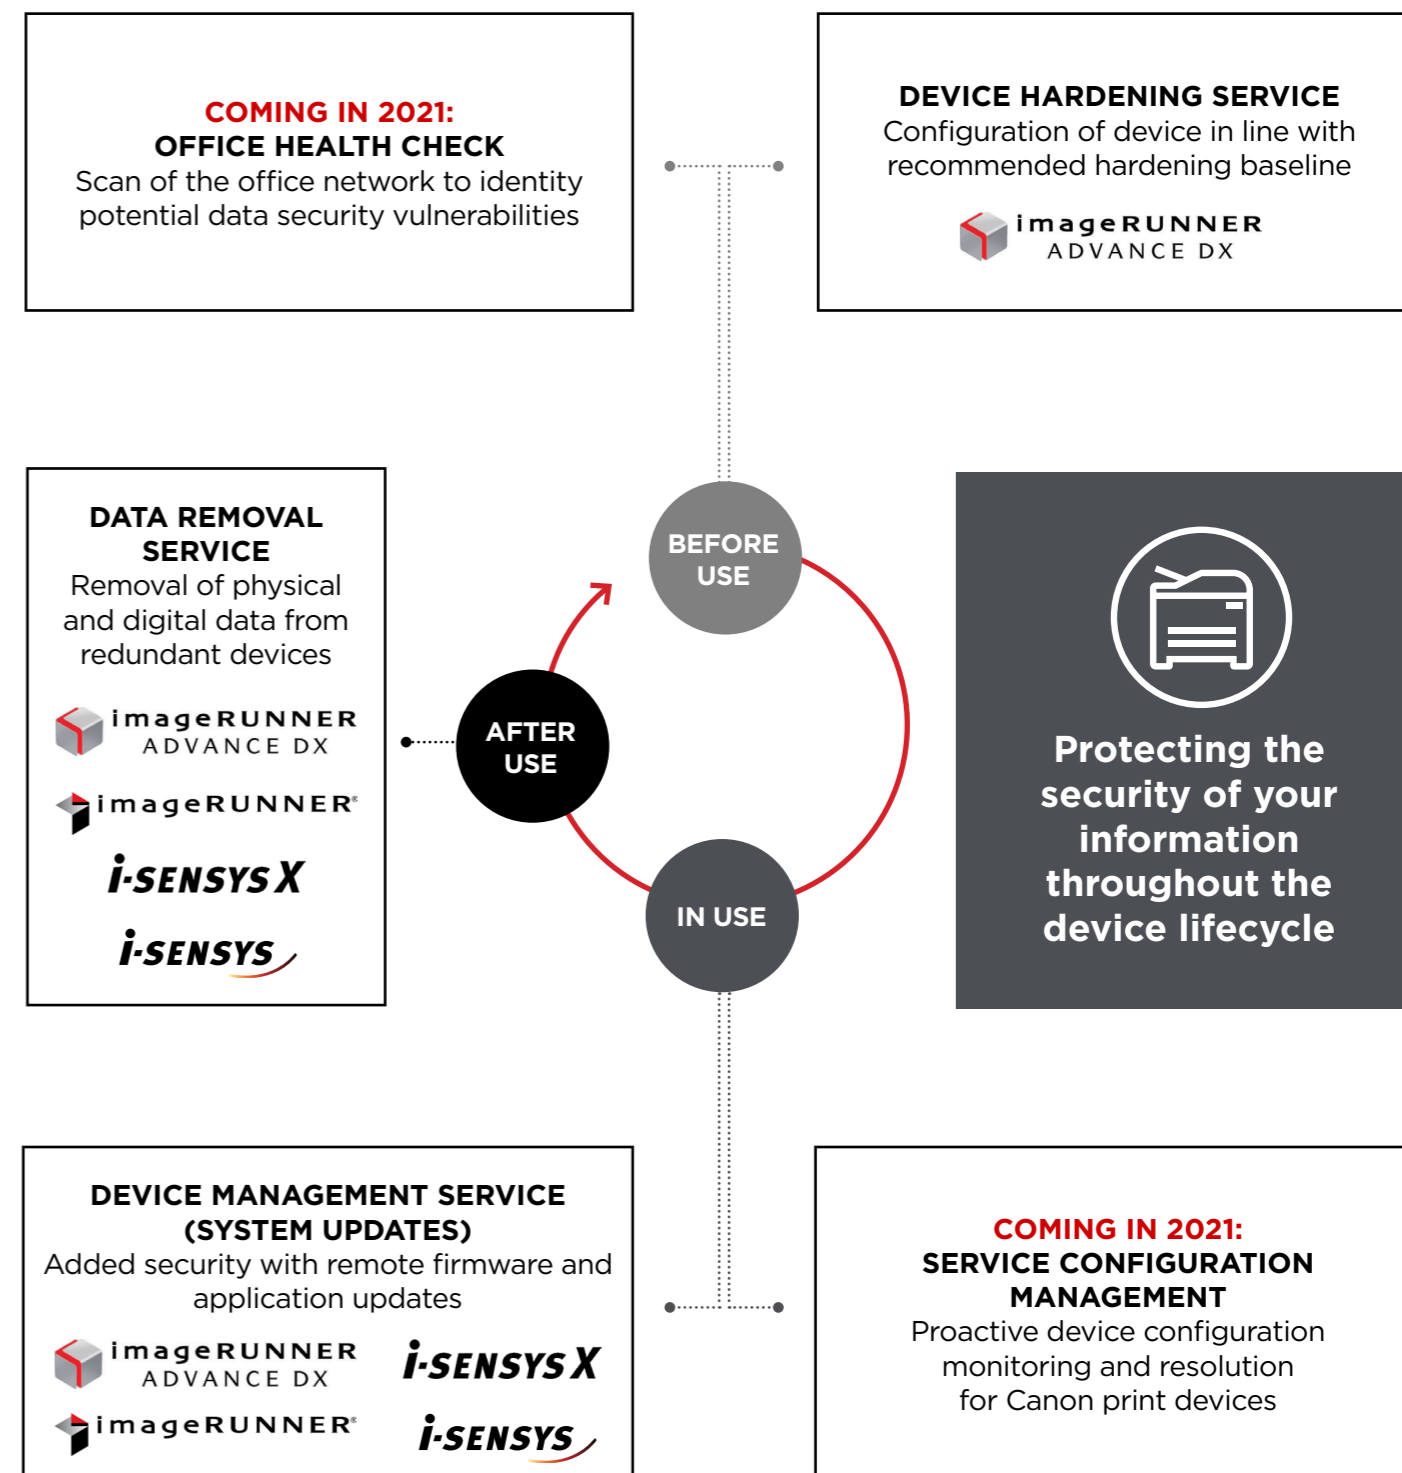 COMING IN 2021:
OFFICE HEALTH CHECK
Scan of the office network to identity
potential data security vulnerabilities
DEVICE HARDENING SERVICE
Configuration of device in line with
recommended hardening baseline
imageRUNNER
ADVANCE DX
DATA REMOVAL
SERVICE
Removal of physical
and digital data from
redundant devices
imageRUNNER
ADVANCE DX
imageRUNNER®
i-SENSYS X
i-SENSYS
BEFORE
USE
AFTER
USE
IN USE
Protecting the
security of your
information
throughout the
device lifecycle
DEVICE MANAGEMENT SERVICE
(SYSTEM UPDATES)
Added security with remote firmware and
application updates
imageRUNNER
ADVANCE DX
i-SENSYS X
imageRUNNER®
i-SENSYS
COMING IN 2021:
SERVICE CONFIGURATION
MANAGEMENT
Proactive device configuration
monitoring and resolution
for Canon print devices